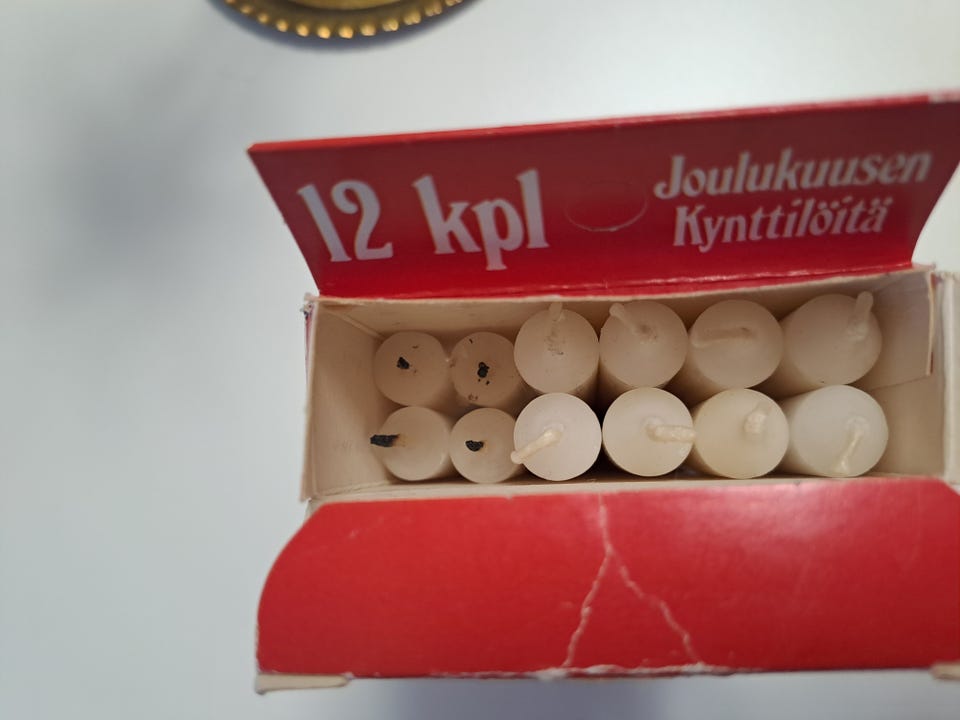 12 kpl
Joulukuusen
Kynttilöitä